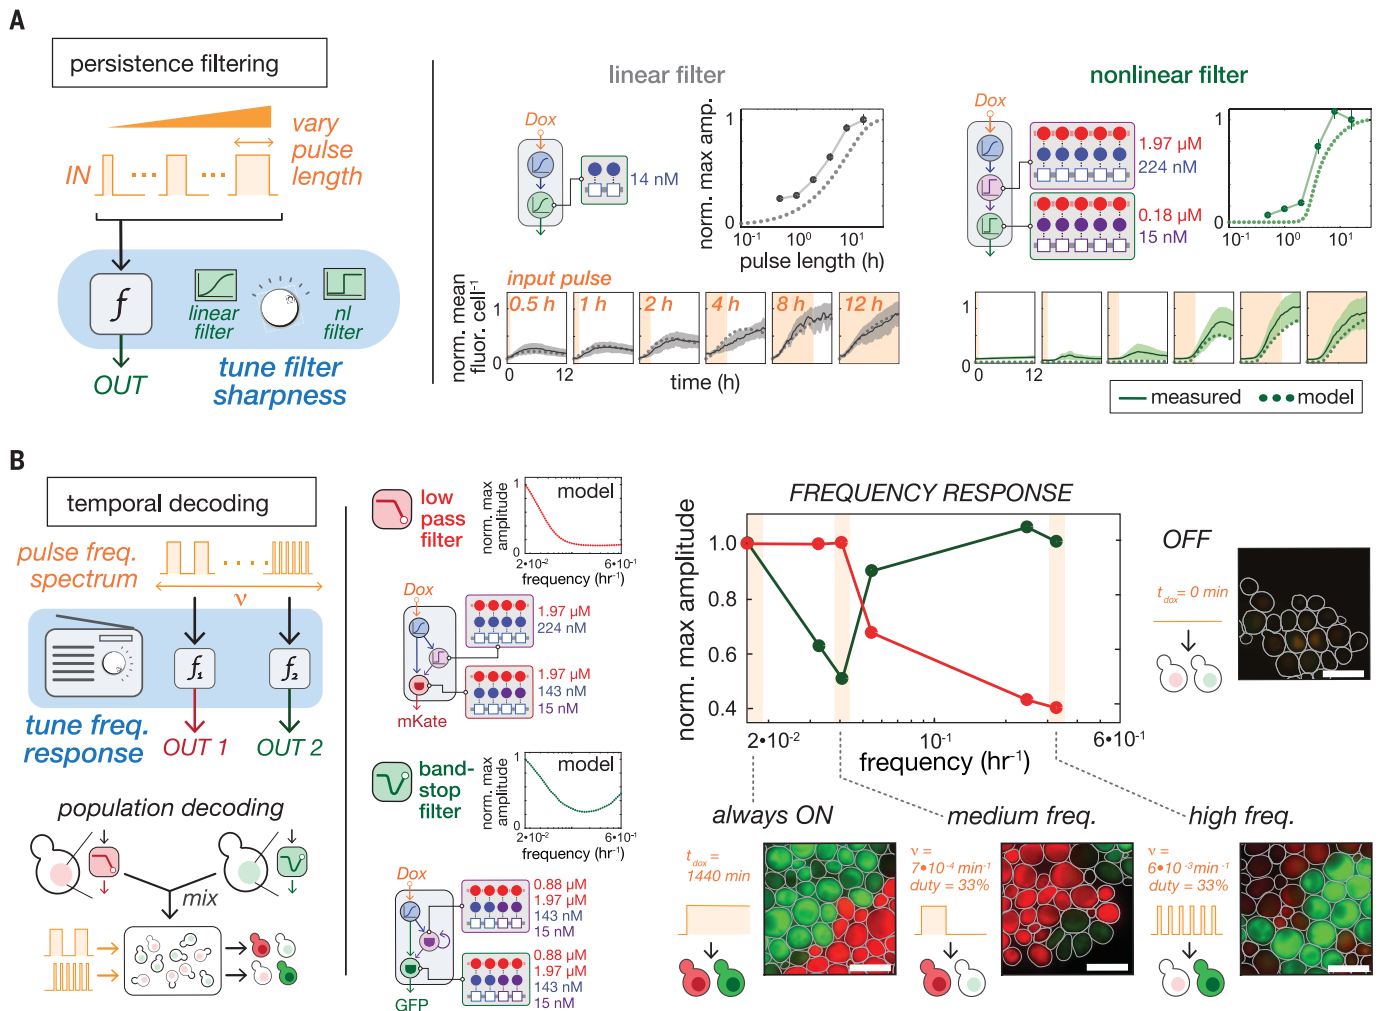 A
persistence filtering
vary
pulse
length
IN
f
linear
filter
nl
filter
OUT
tune filter
sharpness
linear filter
Dox
14 nM
norm. max amp.
1
0
10⁻¹
10⁰
10¹
pulse length (h)
input pulse
norm. mean
fluor. cell⁻¹
1
0
0.5 h
1 h
2 h
4 h
8 h
12 h
0
12
time (h)
nonlinear filter
Dox
1.97 µM
224 nM
0.18 µM
15 nM
1
0
10⁻¹
10⁰
10¹
1
0
0
12
measured
model
B
temporal decoding
pulse freq.
spectrum
ν
f₁
f₂
tune freq.
response
OUT 1
OUT 2
population decoding
mix
low
pass
filter
norm. max
amplitude
1
0
model
2•10⁻²
6•10⁻¹
frequency (hr⁻¹)
Dox
1.97 µM
224 nM
1.97 µM
143 nM
15 nM
mKate
band-
stop
filter
norm. max
amplitude
1
0
model
2•10⁻²
6•10⁻¹
frequency (hr⁻¹)
Dox
0.88 µM
1.97 µM
143 nM
15 nM
0.88 µM
1.97 µM
143 nM
15 nM
GFP
FREQUENCY RESPONSE
norm. max amplitude
1.0
0.8
0.6
0.4
2•10⁻²
10⁻¹
6•10⁻¹
frequency (hr⁻¹)
OFF
t_dox = 0 min
always ON
t_dox =
1440 min
medium freq.
ν =
7•10⁻⁴ min⁻¹
duty = 33%
high freq.
ν =
6•10⁻³ min⁻¹
duty = 33%